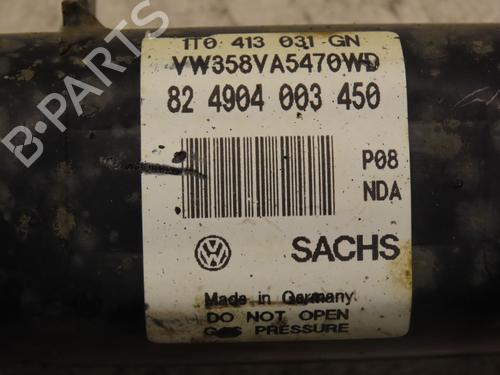 1T0 413 031 GN
VW358VA5470WD
82 4904 003 450
P08
NDA
VW
SACHS
Made in Germany
DO NOT OPEN
GAS PRESSURE
B-Parts